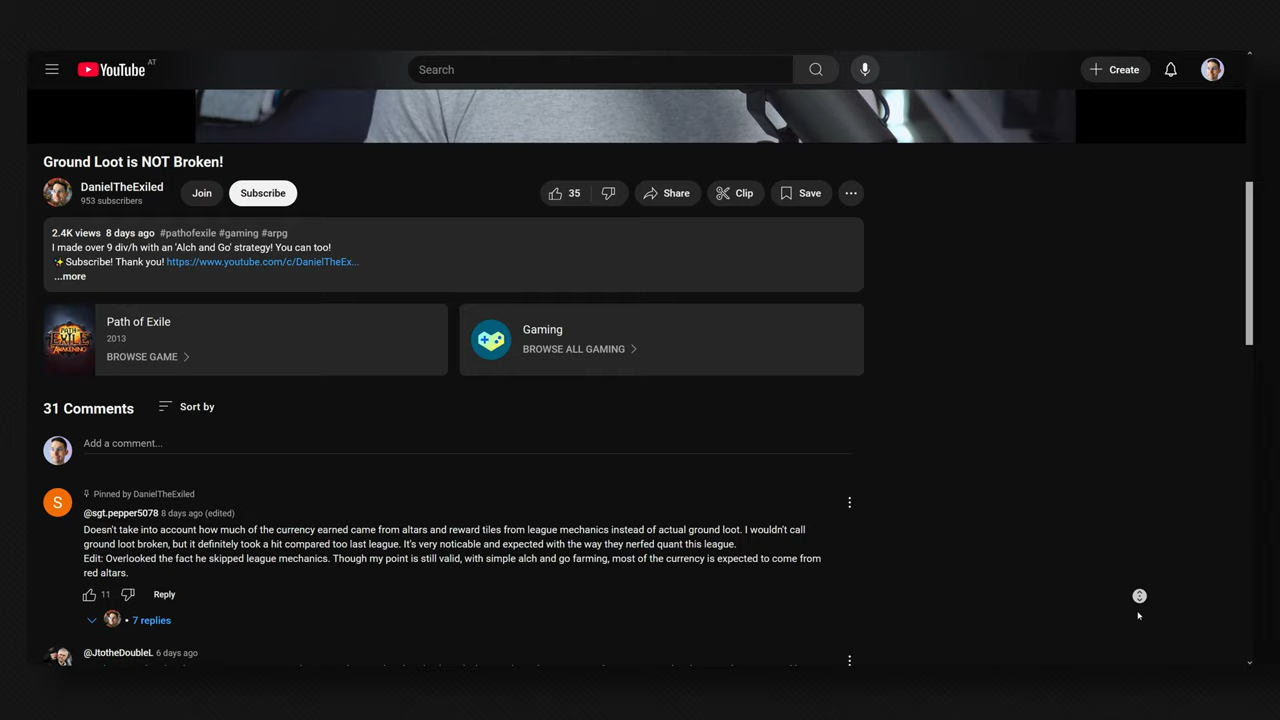 YouTube AT
Search
Create
Ground Loot is NOT Broken!
DanielTheExiled
953 subscribers
Join
Subscribe
35
Share
Clip
Save
2.4K views 8 days ago #pathofexile #gaming #arpg
I made over 9 div/h with an 'Alch and Go' strategy! You can too!
✨Subscribe! Thank you! https://www.youtube.com/c/DanielTheEx...
...more
Path of Exile
2013
BROWSE GAME
Gaming
BROWSE ALL GAMING
31 Comments
Sort by
Add a comment...
S
Pinned by DanielTheExiled
@sgt.pepper5078 8 days ago (edited)
Doesn't take into account how much of the currency earned came from altars and reward tiles from league mechanics instead of actual ground loot. I wouldn't call
ground loot broken, but it definitely took a hit compared too last league. It's very noticable and expected with the way they nerfed quant this league.
Edit: Overlooked the fact he skipped league mechanics. Though my point is still valid, with simple alch and go farming, most of the currency is expected to come from
red altars.
11
Reply
7 replies
@JtotheDoubleL 6 days ago